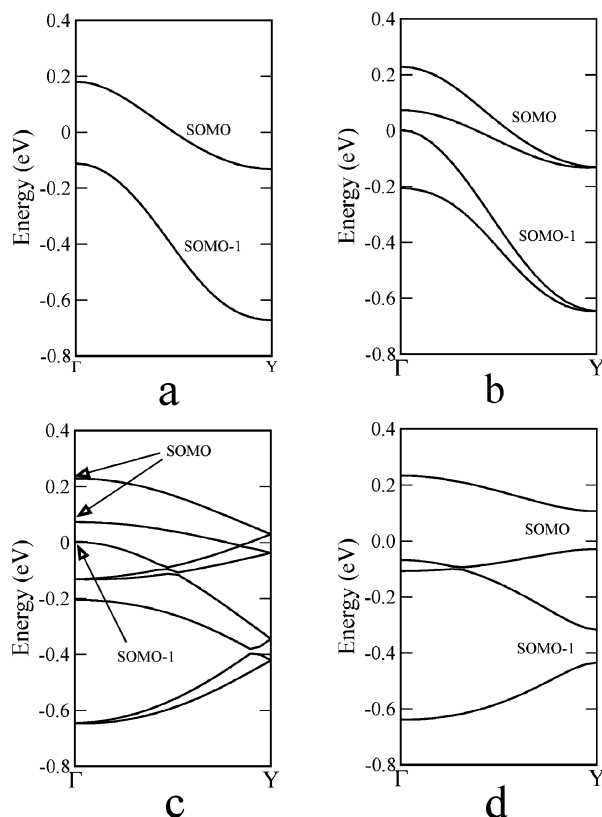 0.4
0.2
0
-0.2
-0.4
-0.6
-0.8
Energy (eV)
SOMO
SOMO-1
Γ Y
a
0.4
0.2
0
-0.2
-0.4
-0.6
-0.8
Energy (eV)
SOMO
SOMO-1
Γ Y
b
0.4
0.2
0
-0.2
-0.4
-0.6
-0.8
Energy (eV)
SOMO
SOMO-1
Γ Y
c
0.4
0.2
0
-0.2
-0.4
-0.6
-0.8
Energy (eV)
SOMO
SOMO-1
Γ Y
d